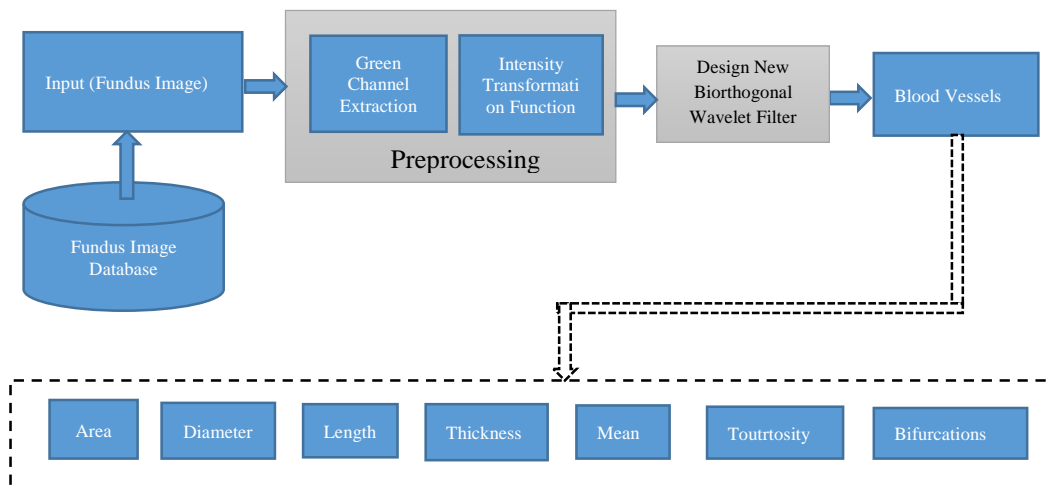 Input (Fundus Image)
Green
Channel
Extraction
Intensity
Transformati
on Function
Preprocessing
Design New
Biorthogonal
Wavelet Filter
Blood Vessels
Fundus Image
Database
Area
Diameter
Length
Thickness
Mean
Toutrtosity
Bifurcations